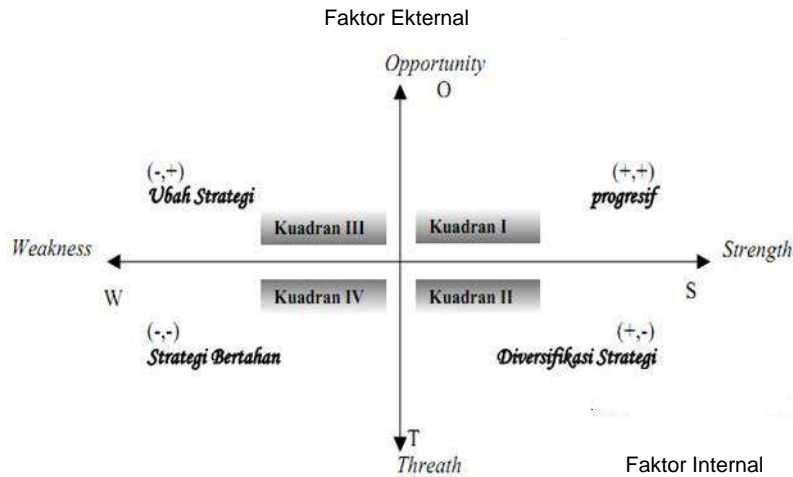 Faktor Ekternal
Opportunity
O
(-,+)
Ubah Strategi
(+,+)
progresif
Kuadran III
Kuadran I
Weakness
Strength
W
Kuadran IV
Kuadran II
S
(-,-)
Strategi Bertahan
(+,-)
Diversifikasi Strategi
T
Threath
Faktor Internal